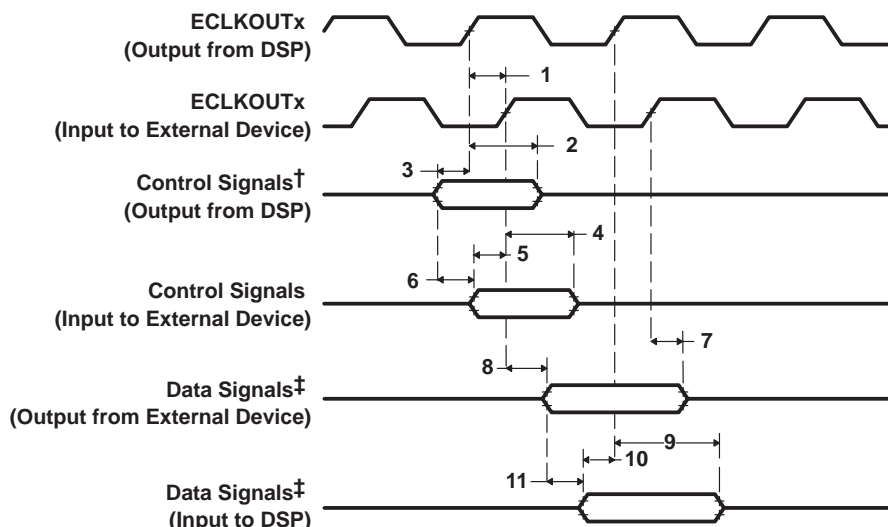 ECLKOUTx
(Output from DSP)
1
ECLKOUTx
(Input to External Device)
2
3
Control Signals†
(Output from DSP)
4
5
6
Control Signals
(Input to External Device)
7
8
Data Signals‡
(Output from External Device)
9
10
11
Data Signals‡
(Input to DSP)